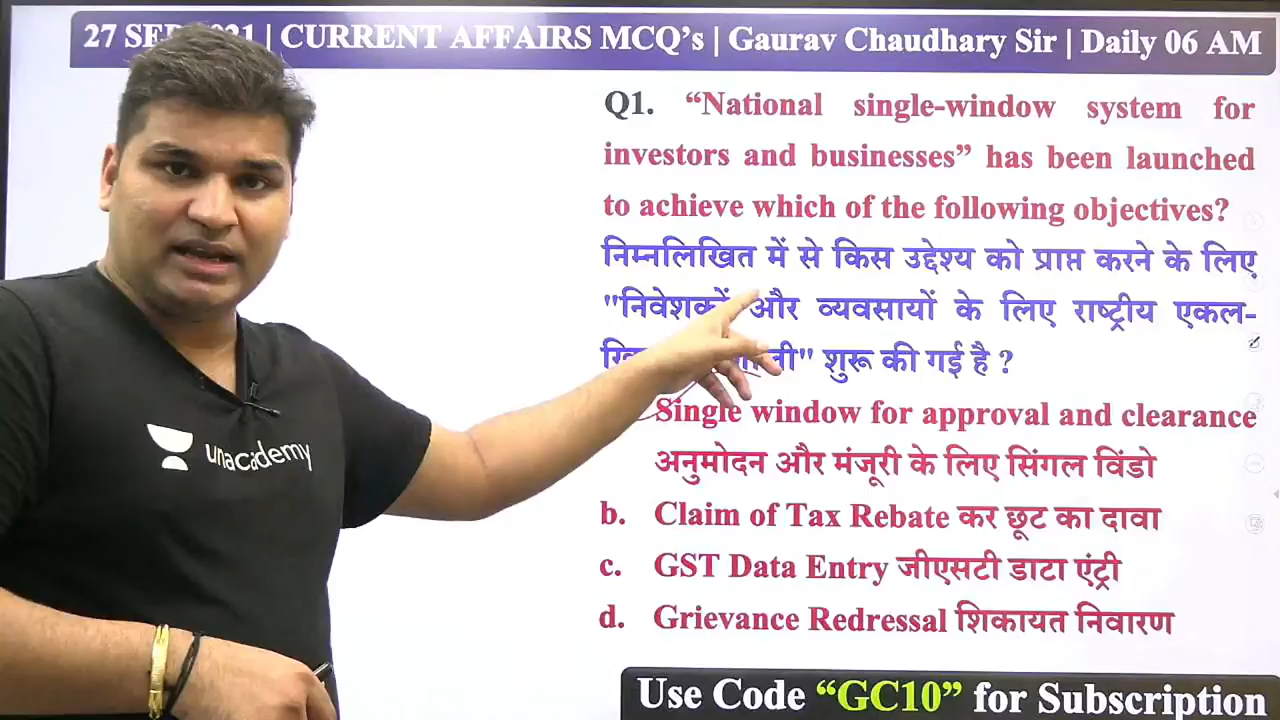 27 SEP 2021 | CURRENT AFFAIRS MCQ's | Gaurav Chaudhary Sir | Daily 06 AM
Q1. “National single-window system for
investors and businesses” has been launched
to achieve which of the following objectives?
निम्नलिखित में से किस उद्देश्य को प्राप्त करने के लिए
"निवेशकों और व्यवसायों के लिए राष्ट्रीय एकल-
शुरू की गई है ?
Single window for approval and clearance
अनुमोदन और मंजूरी के लिए सिंगल विंडो
b. Claim of Tax Rebate कर छूट का दावा
c. GST Data Entry जीएसटी डाटा एंट्री
d. Grievance Redressal शिकायत निवारण
unacademy
Use Code “GC10” for Subscription